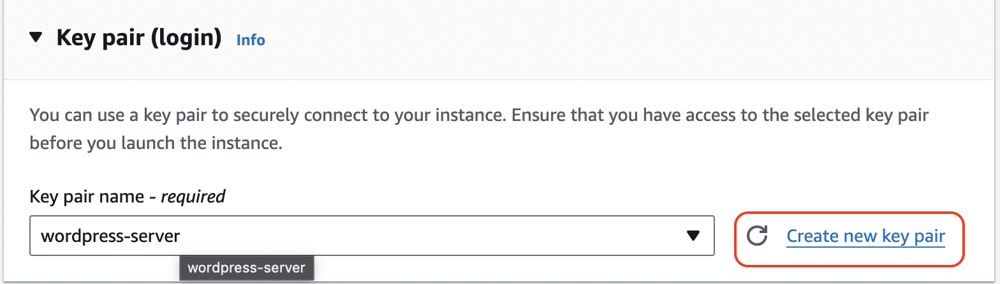 Key pair (login) Info
You can use a key pair to securely connect to your instance. Ensure that you have access to the selected key pair
before you launch the instance.
Key pair name - required
wordpress-server
Create new key pair
wordpress-server